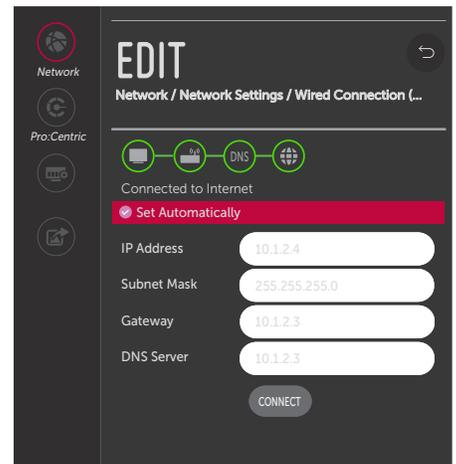 Network
Pro:Centric
EDIT
Network / Network Settings / Wired Connection (...
DNS
Connected to Internet
Set Automatically
IP Address 10.1.2.4
Subnet Mask 255.255.255.0
Gateway 10.1.2.3
DNS Server 10.1.2.3
CONNECT